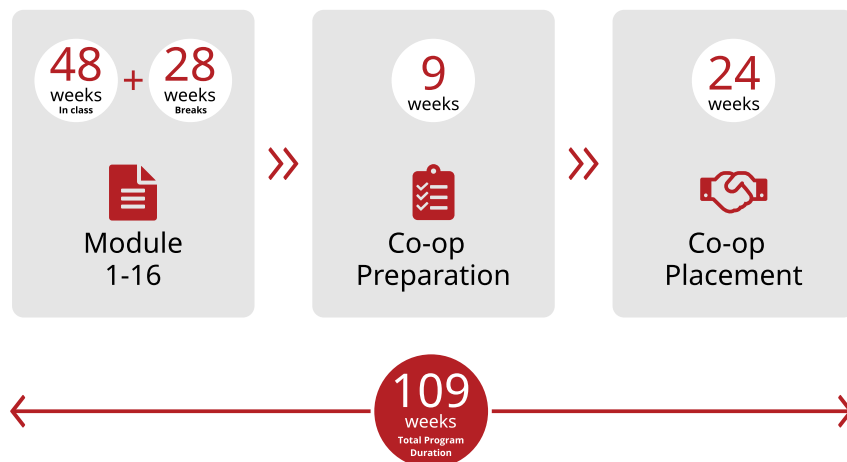 48
weeks
In class
+
28
weeks
Breaks
Module
1-16
9
weeks
Co-op
Preparation
24
weeks
Co-op
Placement
109
weeks
Total Program
Duration